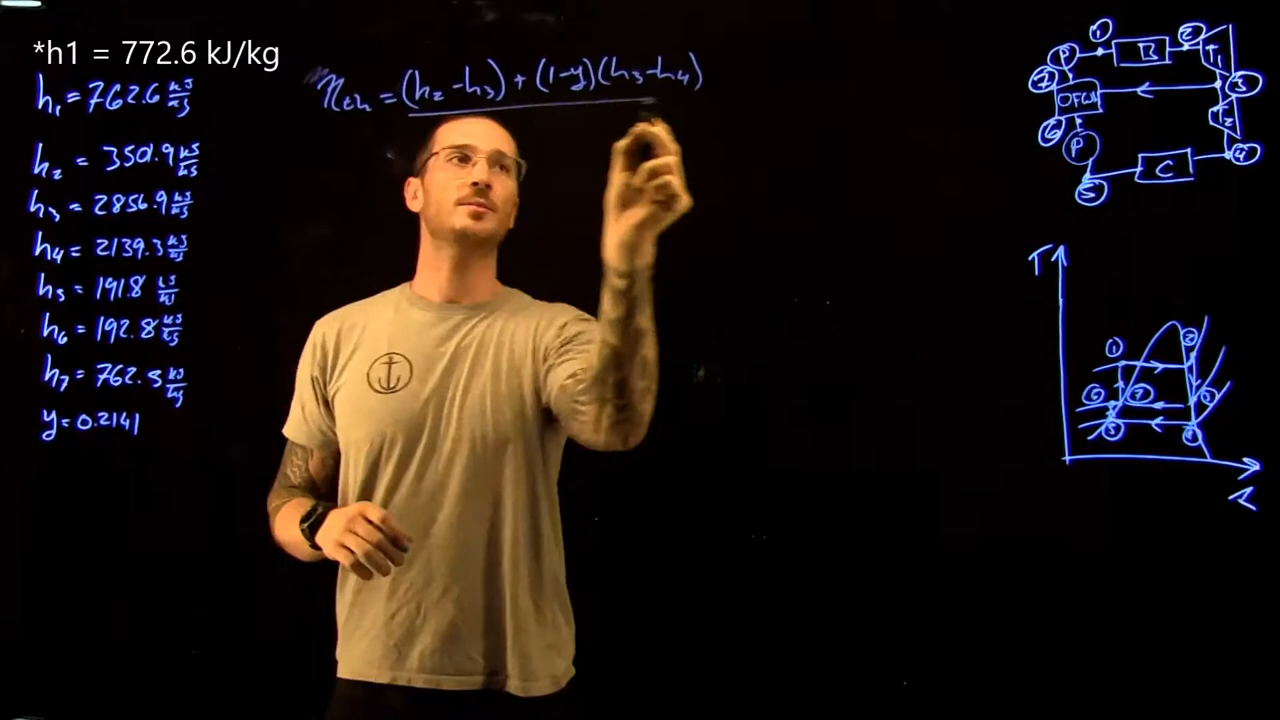 *h1 = 772.6 kJ/kg
h₁ = 762.6 kJ/kg
h₂ = 3501.9 kJ/kg
h₃ = 2856.9 kJ/kg
h₄ = 2139.3 kJ/kg
h₅ = 191.8 kJ/kg
h₆ = 192.8 kJ/kg
h₇ = 762.5 kJ/kg
y = 0.2141
ηth = (h₂ - h₃) + (1-y)(h₃-h₄)
1 2
P B T₁
7 3
OFWH
T₂
6
P 4
C
5
T
1 2
6 7 3
5 4
s